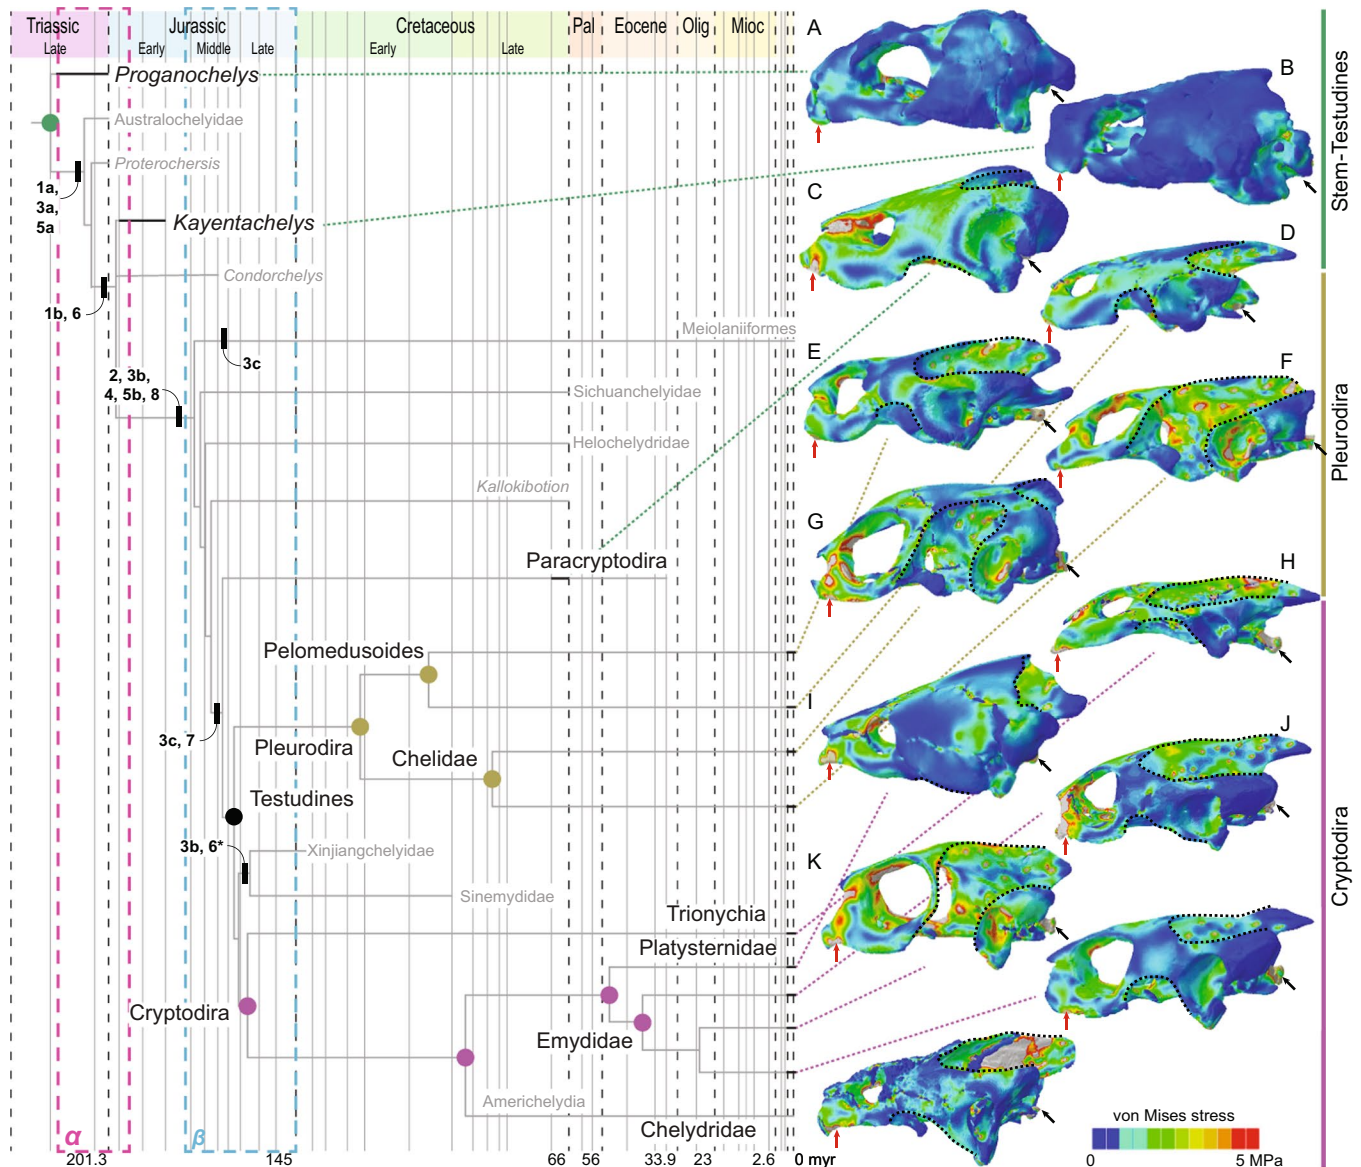 Triassic
Jurassic
Cretaceous
Pal
Eocene
Olig
Mioc
Late
Early
Middle
Late
Early
Late
Proganochelys
Australochelyidae
Proterochersis
1a,
3a,
5a
Kayentachelys
Condorchelys
1b, 6
Meiolaniiformes
3c
2, 3b,
4, 5b, 8
Sichuanchelyidae
Helochelydridae
Kallokibotion
Paracryptodira
Pelomedusoides
3c, 7
Pleurodira
Chelidae
Testudines
3b, 6*
Xinjiangchelyidae
Sinemydidae
Trionychia
Platysternidae
Cryptodira
Emydidae
Americhelydia
Chelydridae
α
β
201.3
145
66
56
33.9
23
2.6
0 myr
A
B
C
D
E
F
G
H
I
J
K
Stem-Testudines
Pleurodira
Cryptodira
von Mises stress
0
5 MPa